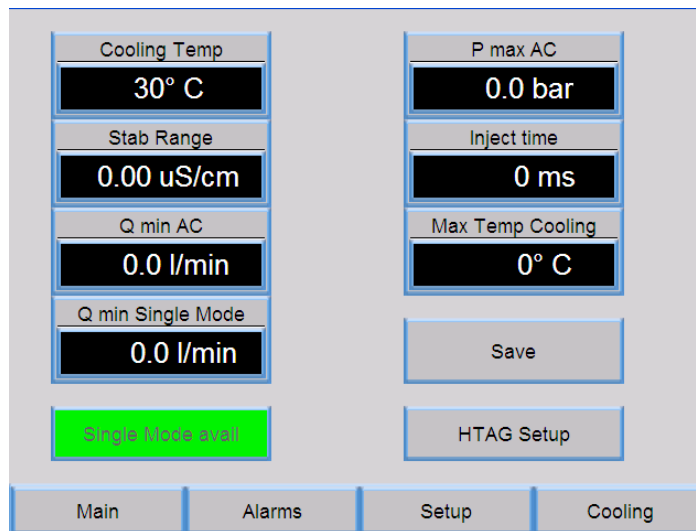 Cooling Temp
30° C
Stab Range
0.00 uS/cm
Q min AC
0.0 l/min
Q min Single Mode
0.0 l/min
Single Mode avail
P max AC
0.0 bar
Inject time
0 ms
Max Temp Cooling
0° C
Save
HTAG Setup
Main
Alarms
Setup
Cooling